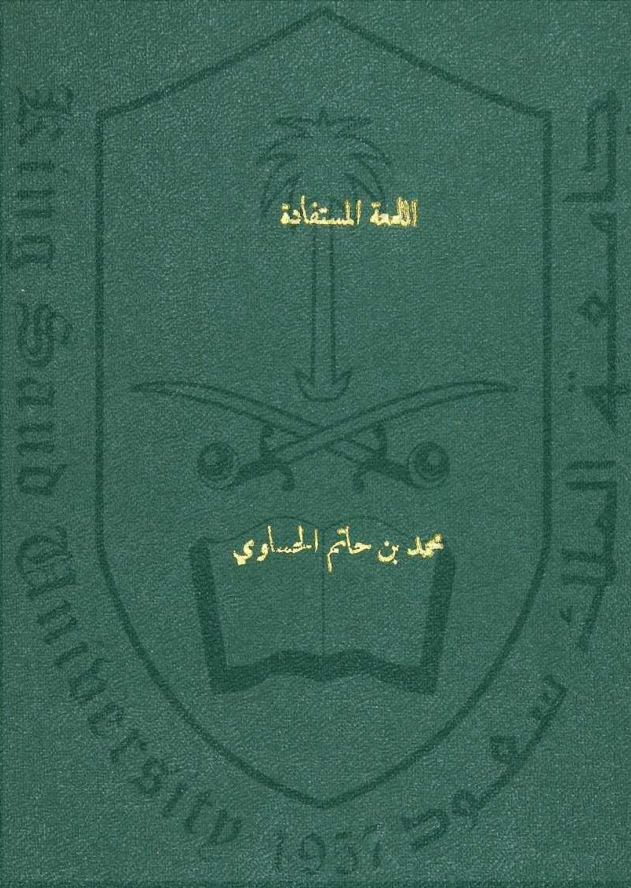 اللمعة المستفادة
محمد بن حاتم الحساوي
جامعة الملك سعود
King Saud University 1957